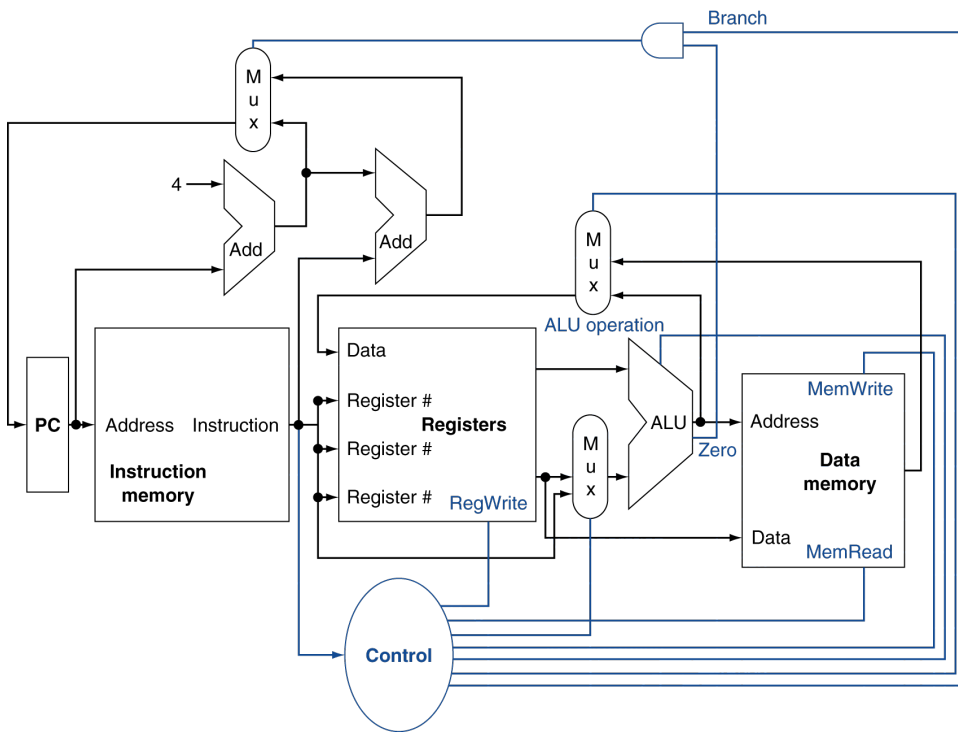 Branch
M
u
x
4
Add
Add
M
u
x
ALU operation
Data
Register #
Register #
Register #
Registers
RegWrite
PC
Address
Instruction
Instruction
memory
M
u
x
ALU
Zero
MemWrite
Address
Data
memory
Data
MemRead
Control